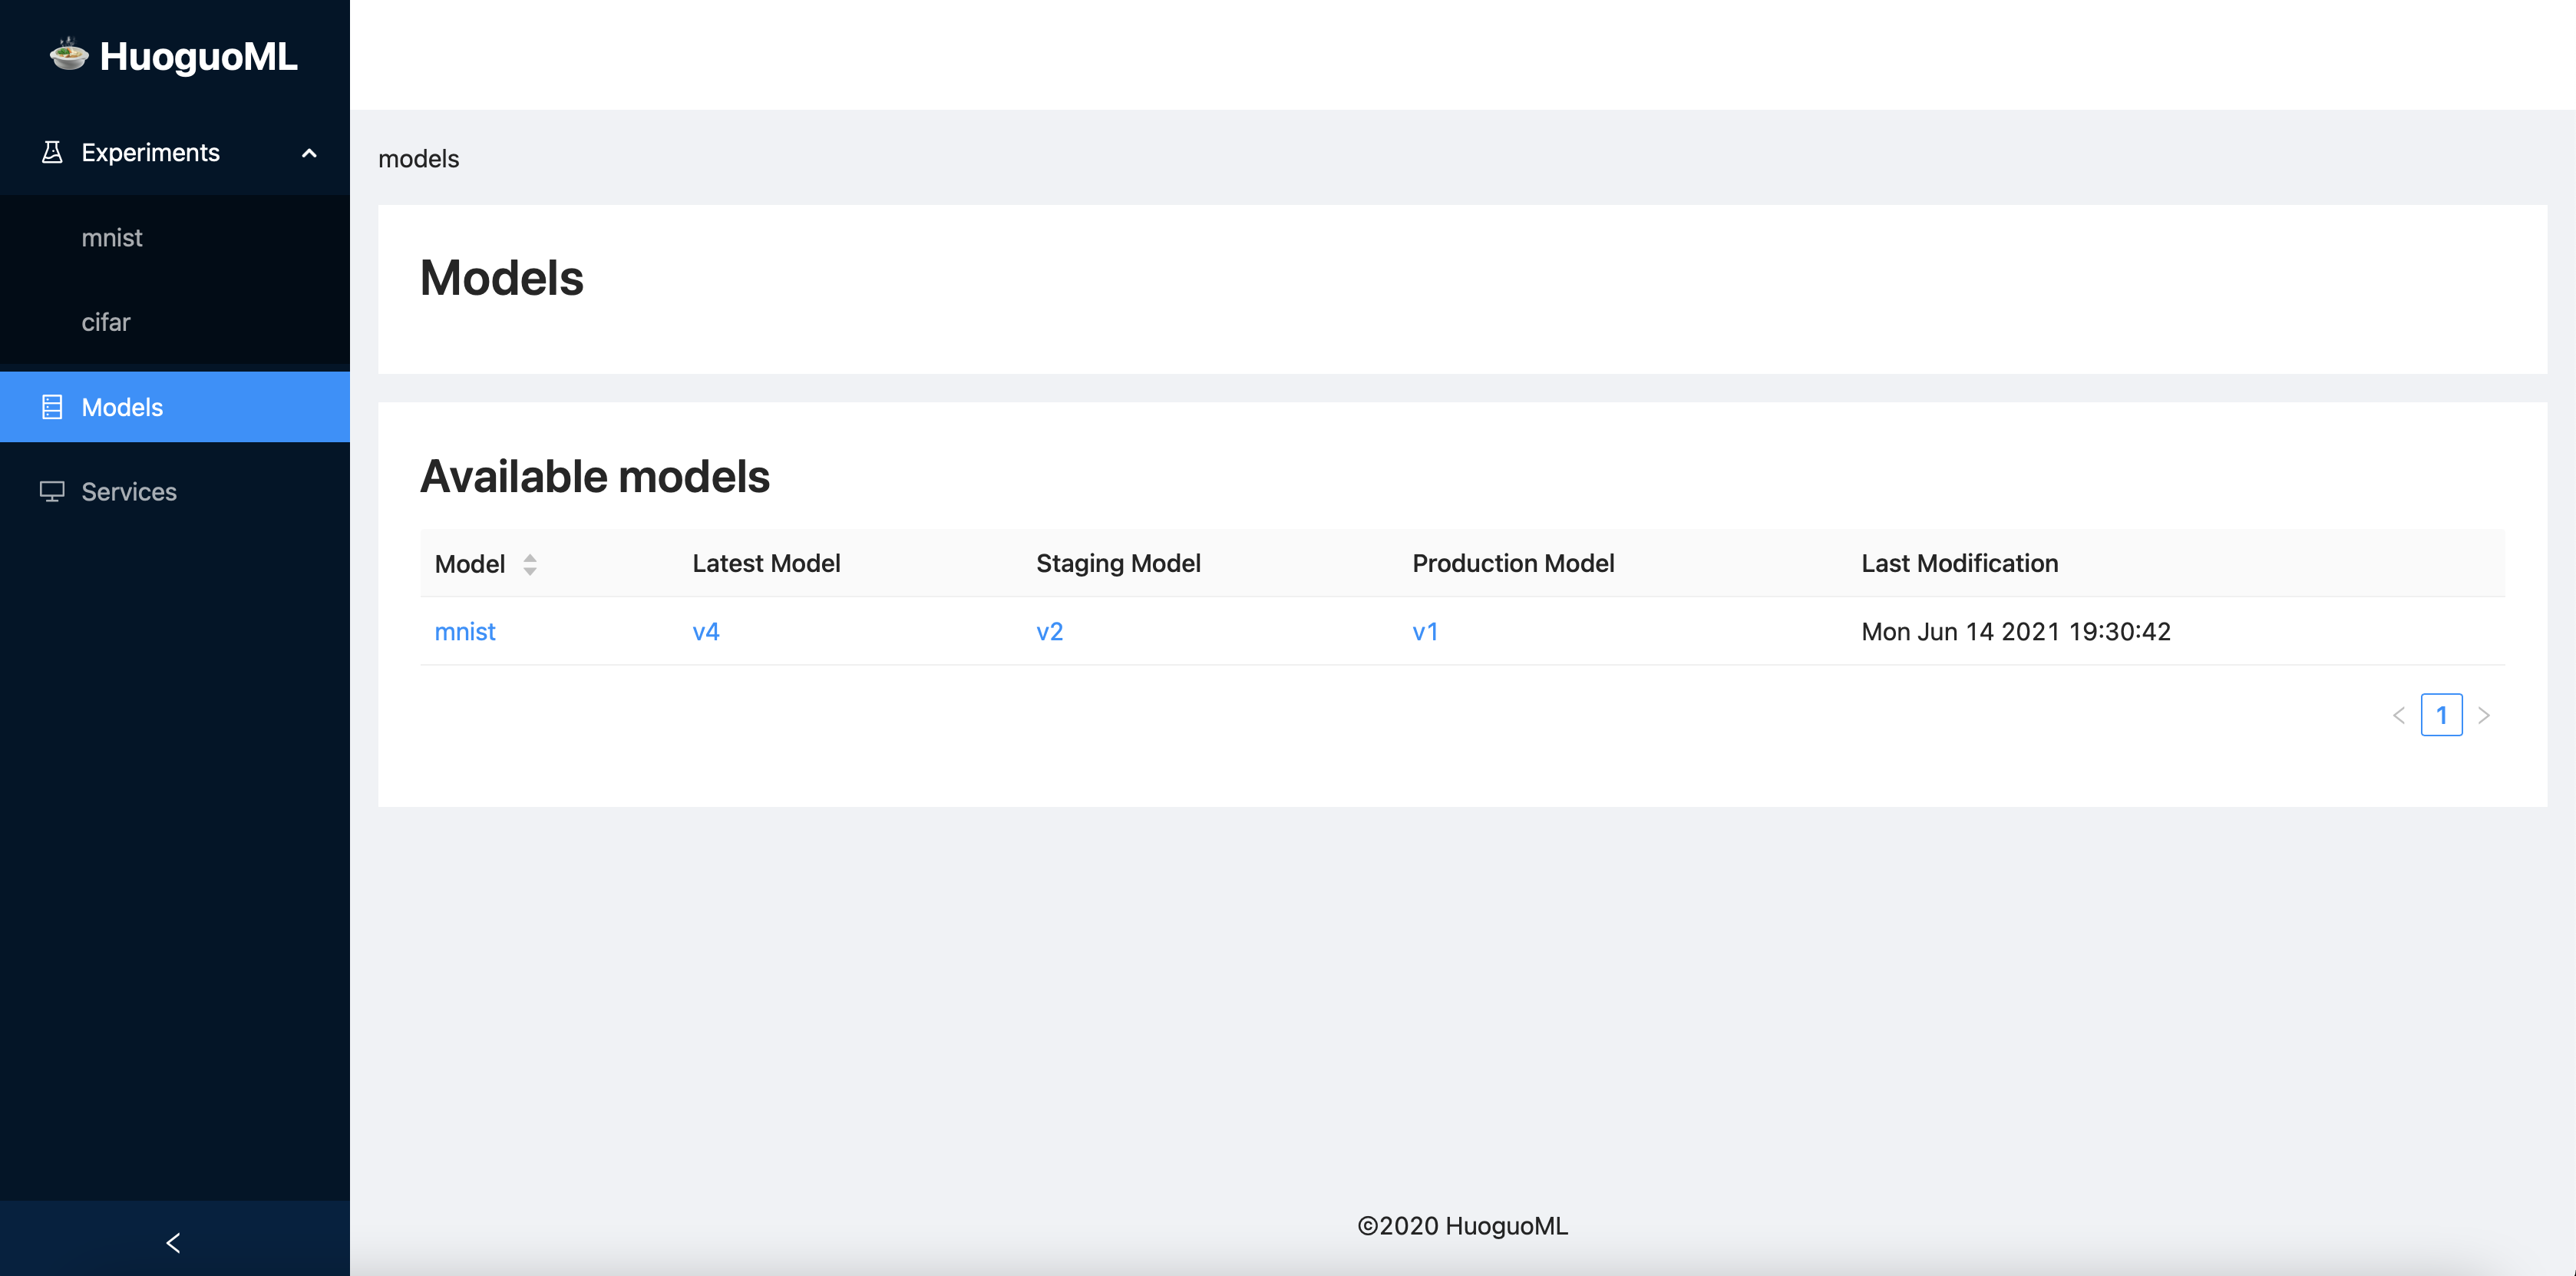 HuoguoML
Experiments
mnist
cifar
Models
Services
models
Models
Available models
Model Latest Model Staging Model Production Model Last Modification
mnist v4 v2 v1 Mon Jun 14 2021 19:30:42
1
©2020 HuoguoML